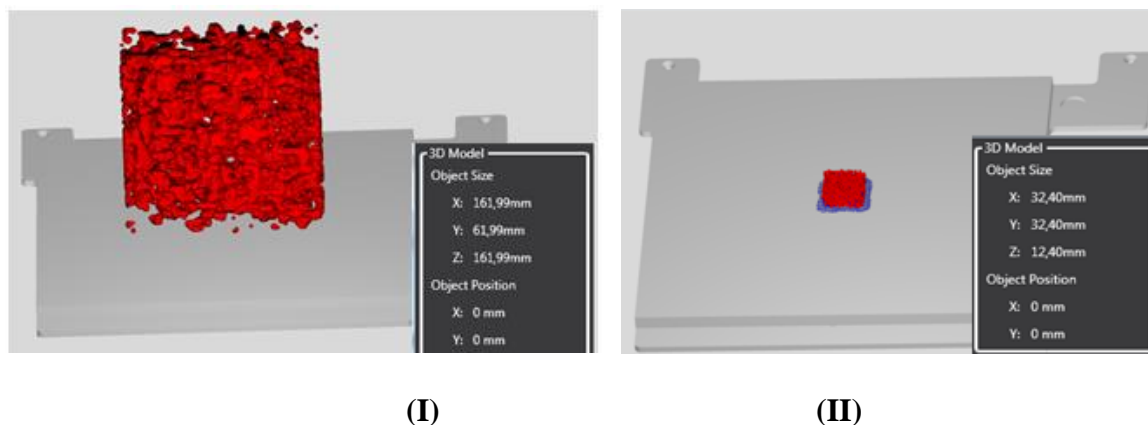 3D Model
Object Size
X: 161,99mm
Y: 61,99mm
Z: 161,99mm
Object Position
X: 0 mm
Y: 0 mm
3D Model
Object Size
X: 32,40mm
Y: 32,40mm
Z: 12,40mm
Object Position
X: 0 mm
Y: 0 mm
(I)
(II)